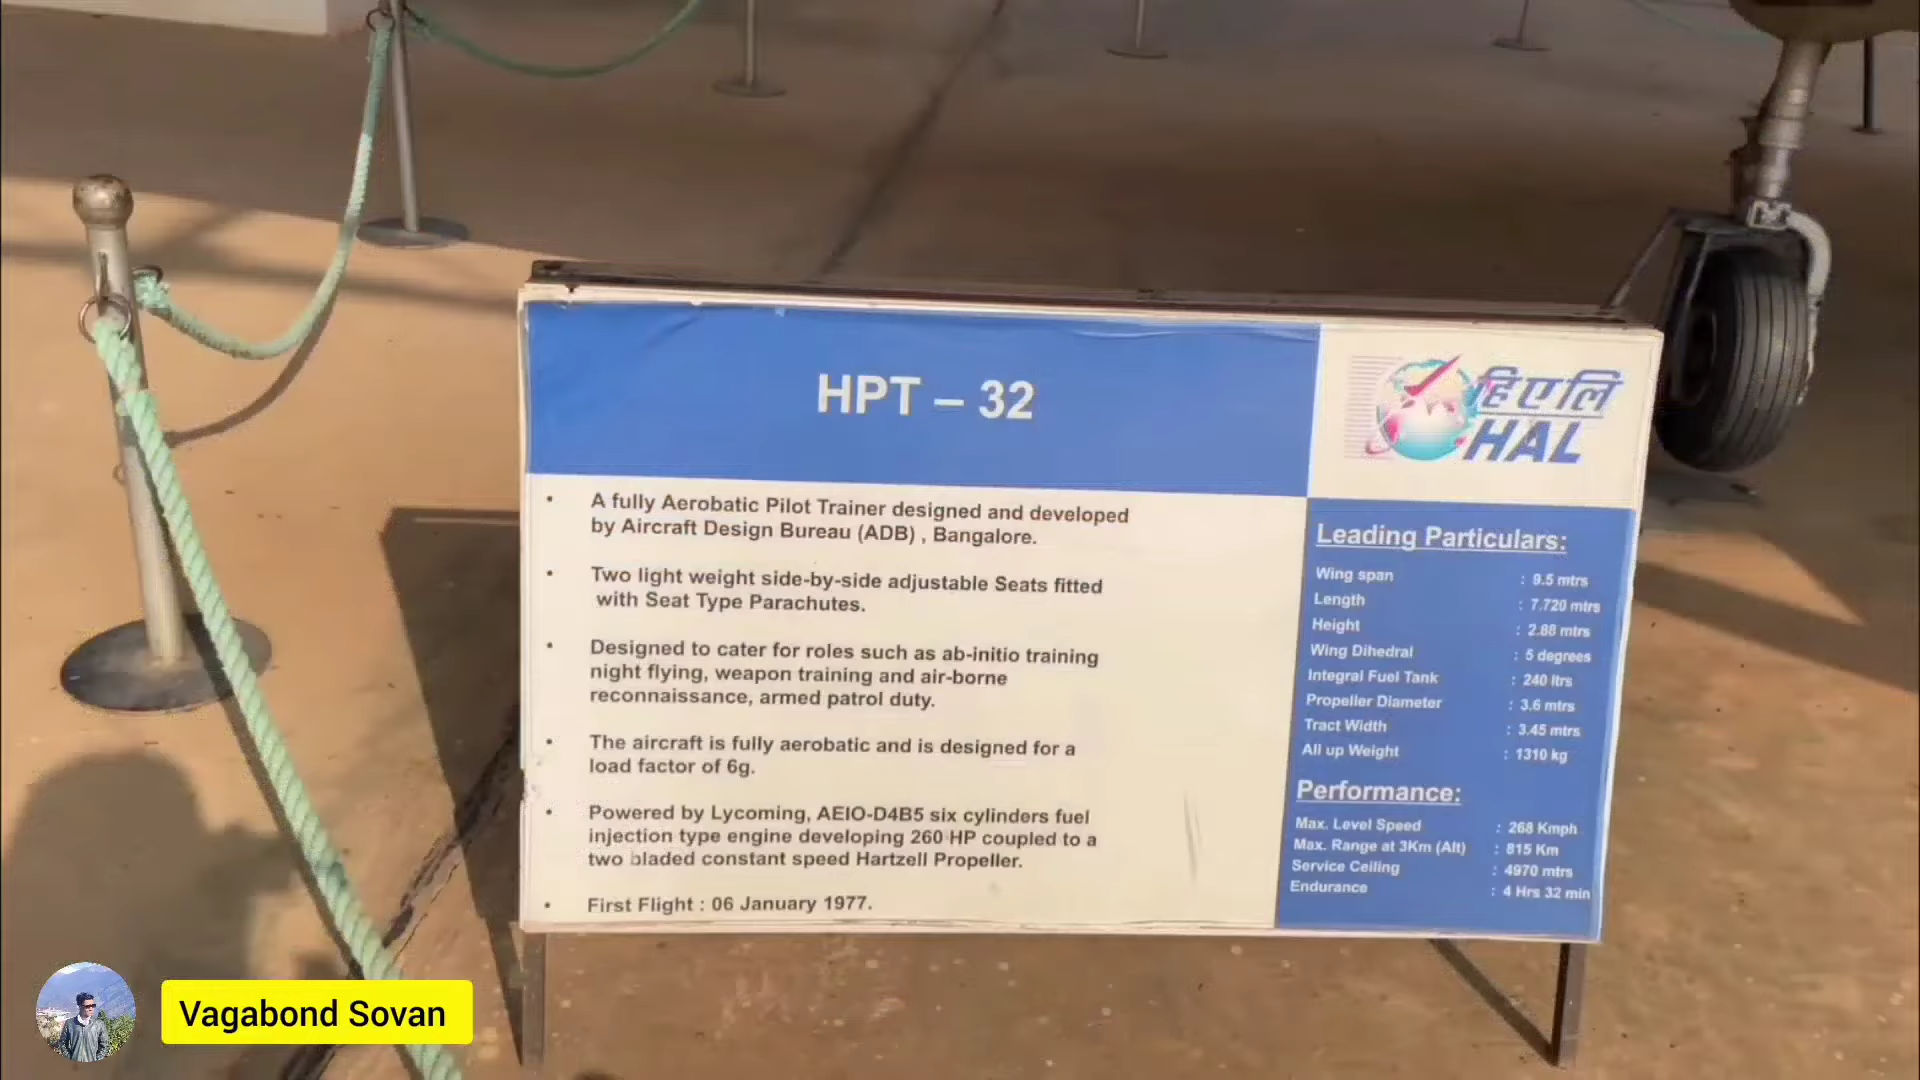 HPT – 32
हिएलि
HAL
• A fully Aerobatic Pilot Trainer designed and developed
by Aircraft Design Bureau (ADB) , Bangalore.
• Two light weight side-by-side adjustable Seats fitted
with Seat Type Parachutes.
• Designed to cater for roles such as ab-initio training
night flying, weapon training and air-borne
reconnaissance, armed patrol duty.
• The aircraft is fully aerobatic and is designed for a
load factor of 6g.
• Powered by Lycoming, AEIO-D4B5 six cylinders fuel
injection type engine developing 260 HP coupled to a
two bladed constant speed Hartzell Propeller.
• First Flight : 06 January 1977.
Leading Particulars:
Wing span : 9.5 mtrs
Length : 7.720 mtrs
Height : 2.88 mtrs
Wing Dihedral : 5 degrees
Integral Fuel Tank : 240 ltrs
Propeller Diameter : 3.6 mtrs
Tract Width : 3.45 mtrs
All up Weight : 1310 kg
Performance:
Max. Level Speed : 268 Kmph
Max. Range at 3Km (Alt) : 815 Km
Service Ceiling : 4970 mtrs
Endurance : 4 Hrs 32 min
Vagabond Sovan